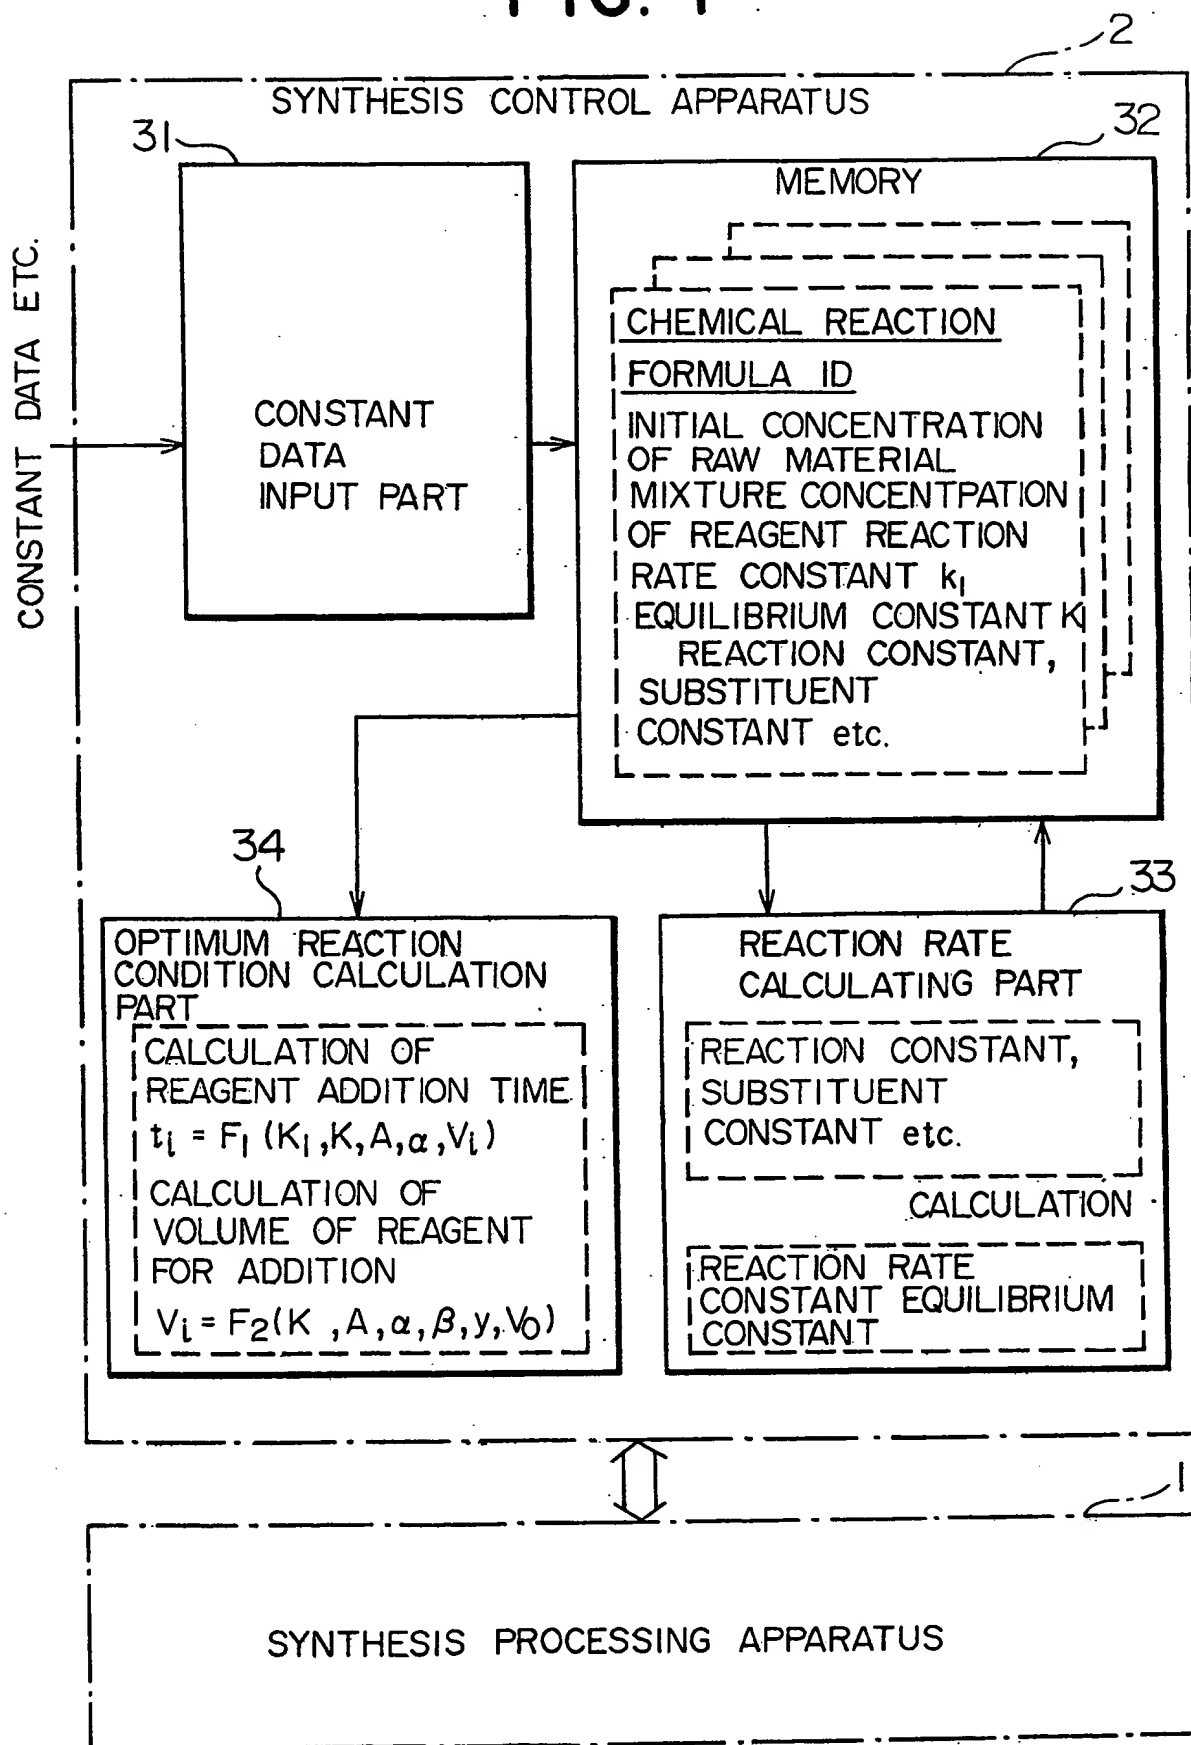 FIG. 1
2
SYNTHESIS CONTROL APPARATUS
31
32
CONSTANT DATA ETC.
CONSTANT
DATA
INPUT PART
MEMORY
CHEMICAL REACTION
FORMULA ID
INITIAL CONCENTRATION
OF RAW MATERIAL
MIXTURE CONCENTPATION
OF REAGENT REACTION
RATE CONSTANT k₁
EQUILIBRIUM CONSTANT K
REACTION CONSTANT,
SUBSTITUENT
CONSTANT etc.
34
33
OPTIMUM REACTION
CONDITION CALCULATION
PART
CALCULATION OF
REAGENT ADDITION TIME
tᵢ = F₁ (K₁,K,A,α,Vᵢ)
CALCULATION OF
VOLUME OF REAGENT
FOR ADDITION
Vᵢ = F₂(K ,A,α,β,y,V₀)
REACTION RATE
CALCULATING PART
REACTION CONSTANT,
SUBSTITUENT
CONSTANT etc.
CALCULATION
REACTION RATE
CONSTANT EQUILIBRIUM
CONSTANT
1
SYNTHESIS PROCESSING APPARATUS